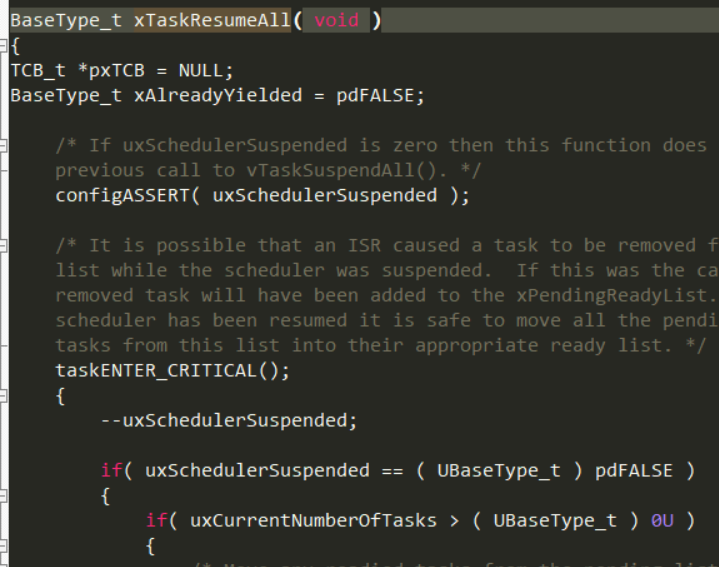 BaseType_t xTaskResumeAll( void )
{
TCB_t *pxTCB = NULL;
BaseType_t xAlreadyYielded = pdFALSE;
/* If uxSchedulerSuspended is zero then this function does
previous call to vTaskSuspendAll(). */
configASSERT( uxSchedulerSuspended );
/* It is possible that an ISR caused a task to be removed f
list while the scheduler was suspended.  If this was the ca
removed task will have been added to the xPendingReadyList.
scheduler has been resumed it is safe to move all the pendi
tasks from this list into their appropriate ready list. */
taskENTER_CRITICAL();
{
--uxSchedulerSuspended;
if( uxSchedulerSuspended == ( UBaseType_t ) pdFALSE )
{
if( uxCurrentNumberOfTasks > ( UBaseType_t ) 0U )
{